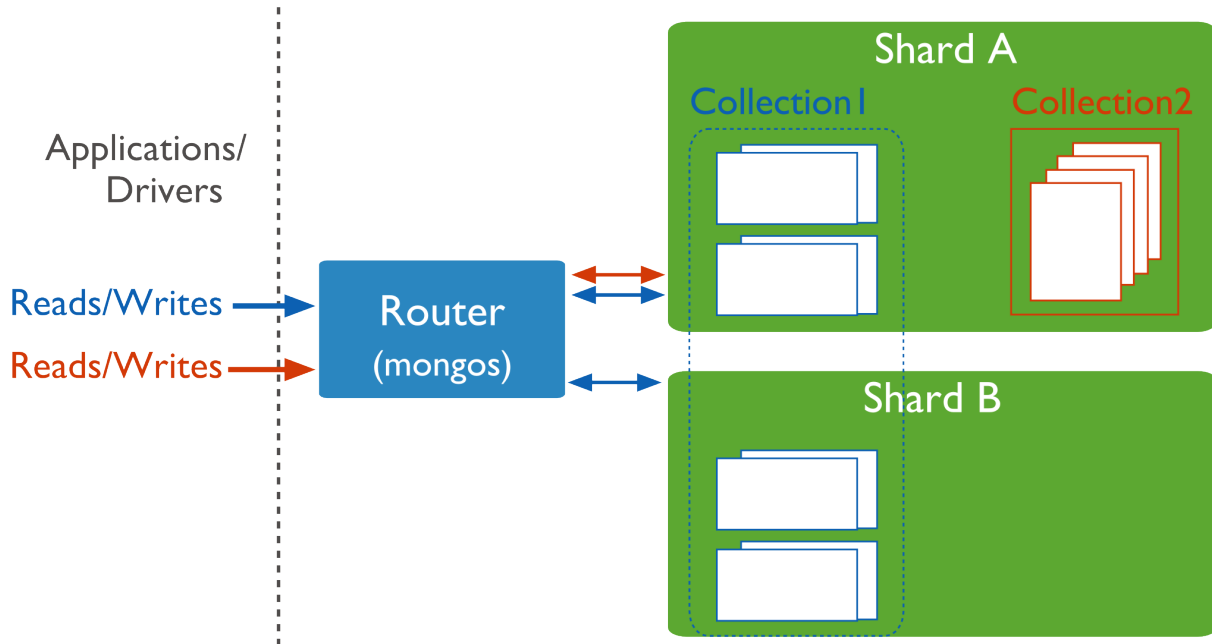 Applications/
Drivers
Reads/Writes
Reads/Writes
Router
(mongos)
Shard A
Collection1
Collection2
Shard B